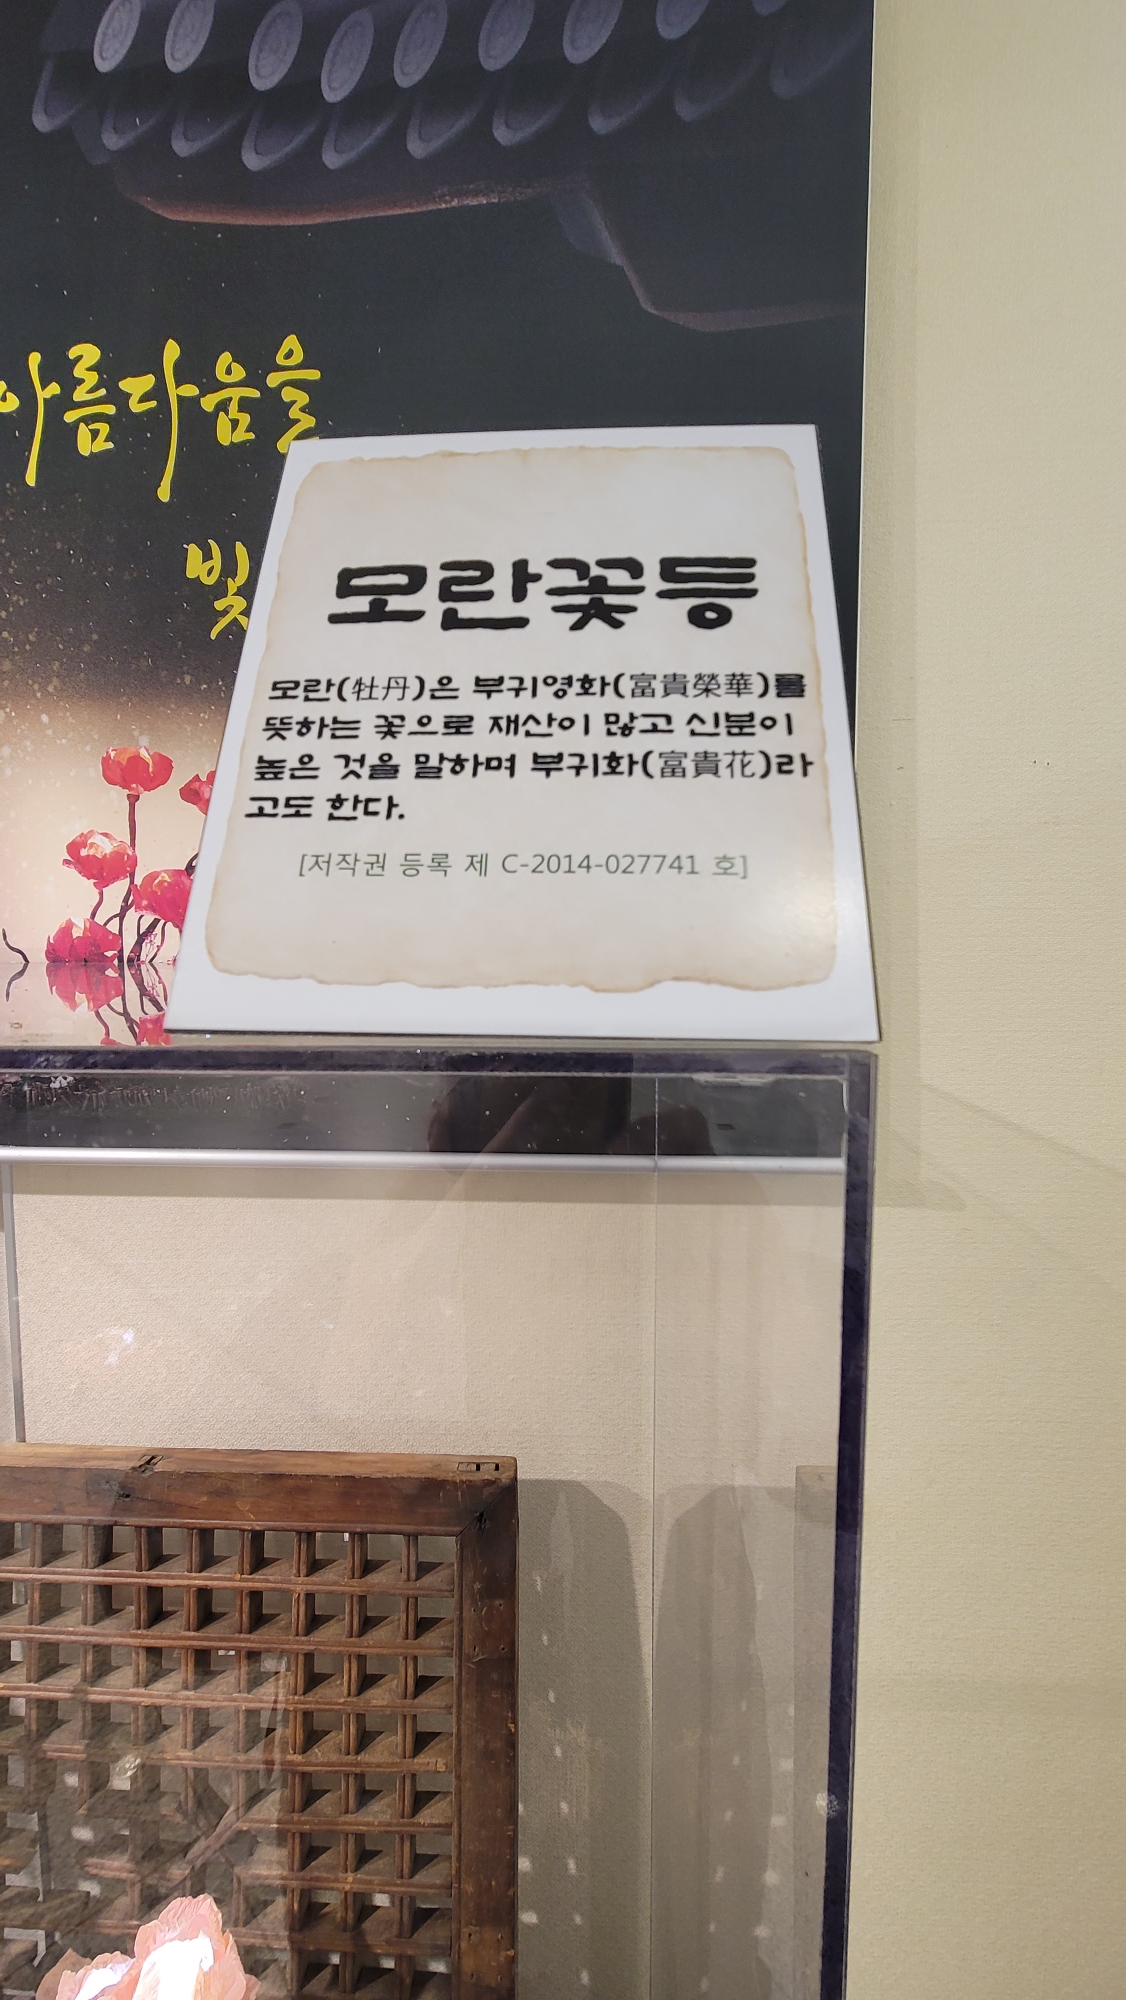 아름다움을
빛
모란꽃등
모란(牡丹)은 부귀영화(富貴榮華)를
뜻하는 꽃으로 재산이 많고 신분이
높은 것을 말하며 부귀화(富貴花)라
고도 한다.
[저작권 등록 제 C-2014-027741 호]